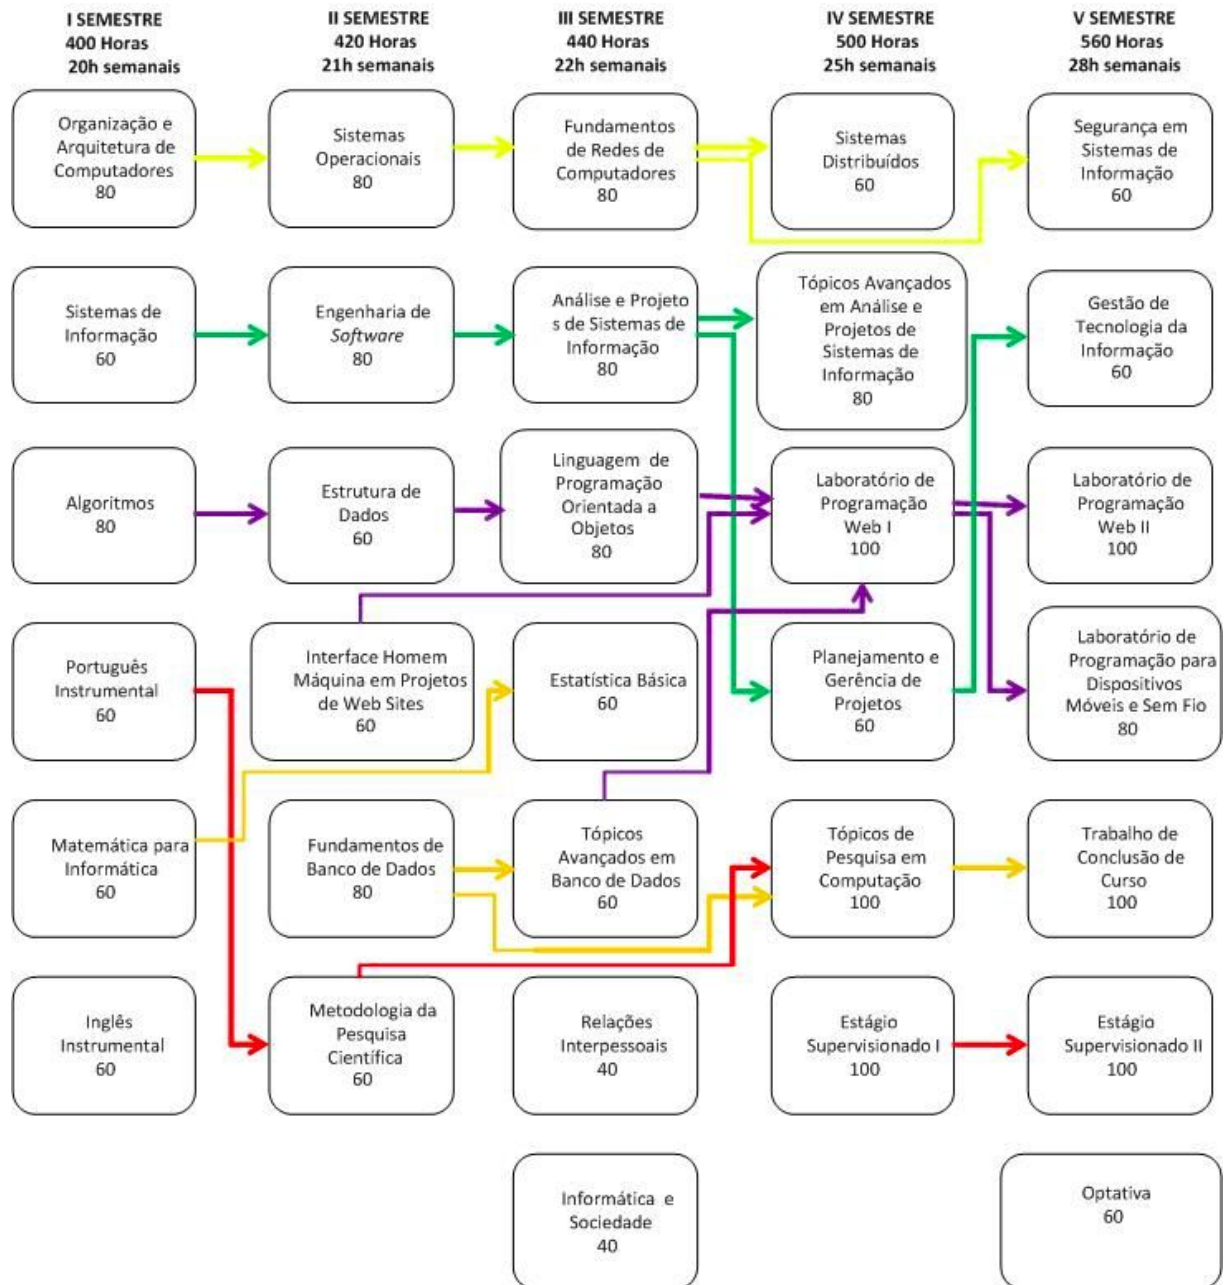 I SEMESTRE
400 Horas
20h semanais
II SEMESTRE
420 Horas
21h semanais
III SEMESTRE
440 Horas
22h semanais
IV SEMESTRE
500 Horas
25h semanais
V SEMESTRE
560 Horas
28h semanais
Organização e
Arquitetura de
Computadores
80
Sistemas
Operacionais
80
Fundamentos
de Redes de
Computadores
80
Sistemas
Distribuídos
60
Segurança em
Sistemas de
Informação
60
Sistemas de
Informação
60
Engenharia de
Software
80
Análise e Projeto
s de Sistemas de
Informação
80
Tópicos Avançados
em Análise e
Projetos de
Sistemas de
Informação
80
Gestão de
Tecnologia da
Informação
60
Algoritmos
80
Estrutura de
Dados
60
Linguagem de
Programação
Orientada a
Objetos
80
Laboratório de
Programação
Web I
100
Laboratório de
Programação
Web II
100
Português
Instrumental
60
Interface Homem
Máquina em Projetos
de Web Sites
60
Estatística Básica
60
Planejamento e
Gerência de
Projetos
60
Laboratório de
Programação para
Dispositivos
Móveis e Sem Fio
80
Matemática para
Informática
60
Fundamentos de
Banco de Dados
80
Tópicos
Avançados em
Banco de Dados
60
Tópicos de
Pesquisa em
Computação
100
Trabalho de
Conclusão de
Curso
100
Inglês
Instrumental
60
Metodologia da
Pesquisa
Científica
60
Relações
Interpessoais
40
Estágio
Supervisionado I
100
Estágio
Supervisionado II
100
Informática e
Sociedade
40
Optativa
60